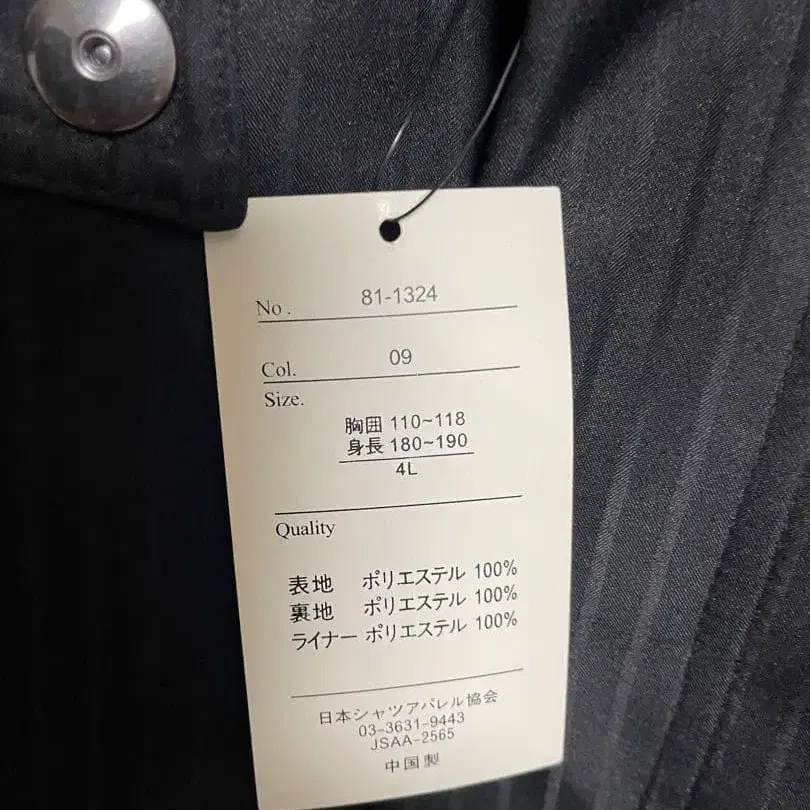 No. 81-1324
Col. 09
Size.
胸囲 110~118
身長 180~190
4L
Quality
表地 ポリエステル 100%
裏地 ポリエステル 100%
ライナー ポリエステル 100%
日本シャツアパレル協会
03-3631-9443
JSAA-2565
中国製